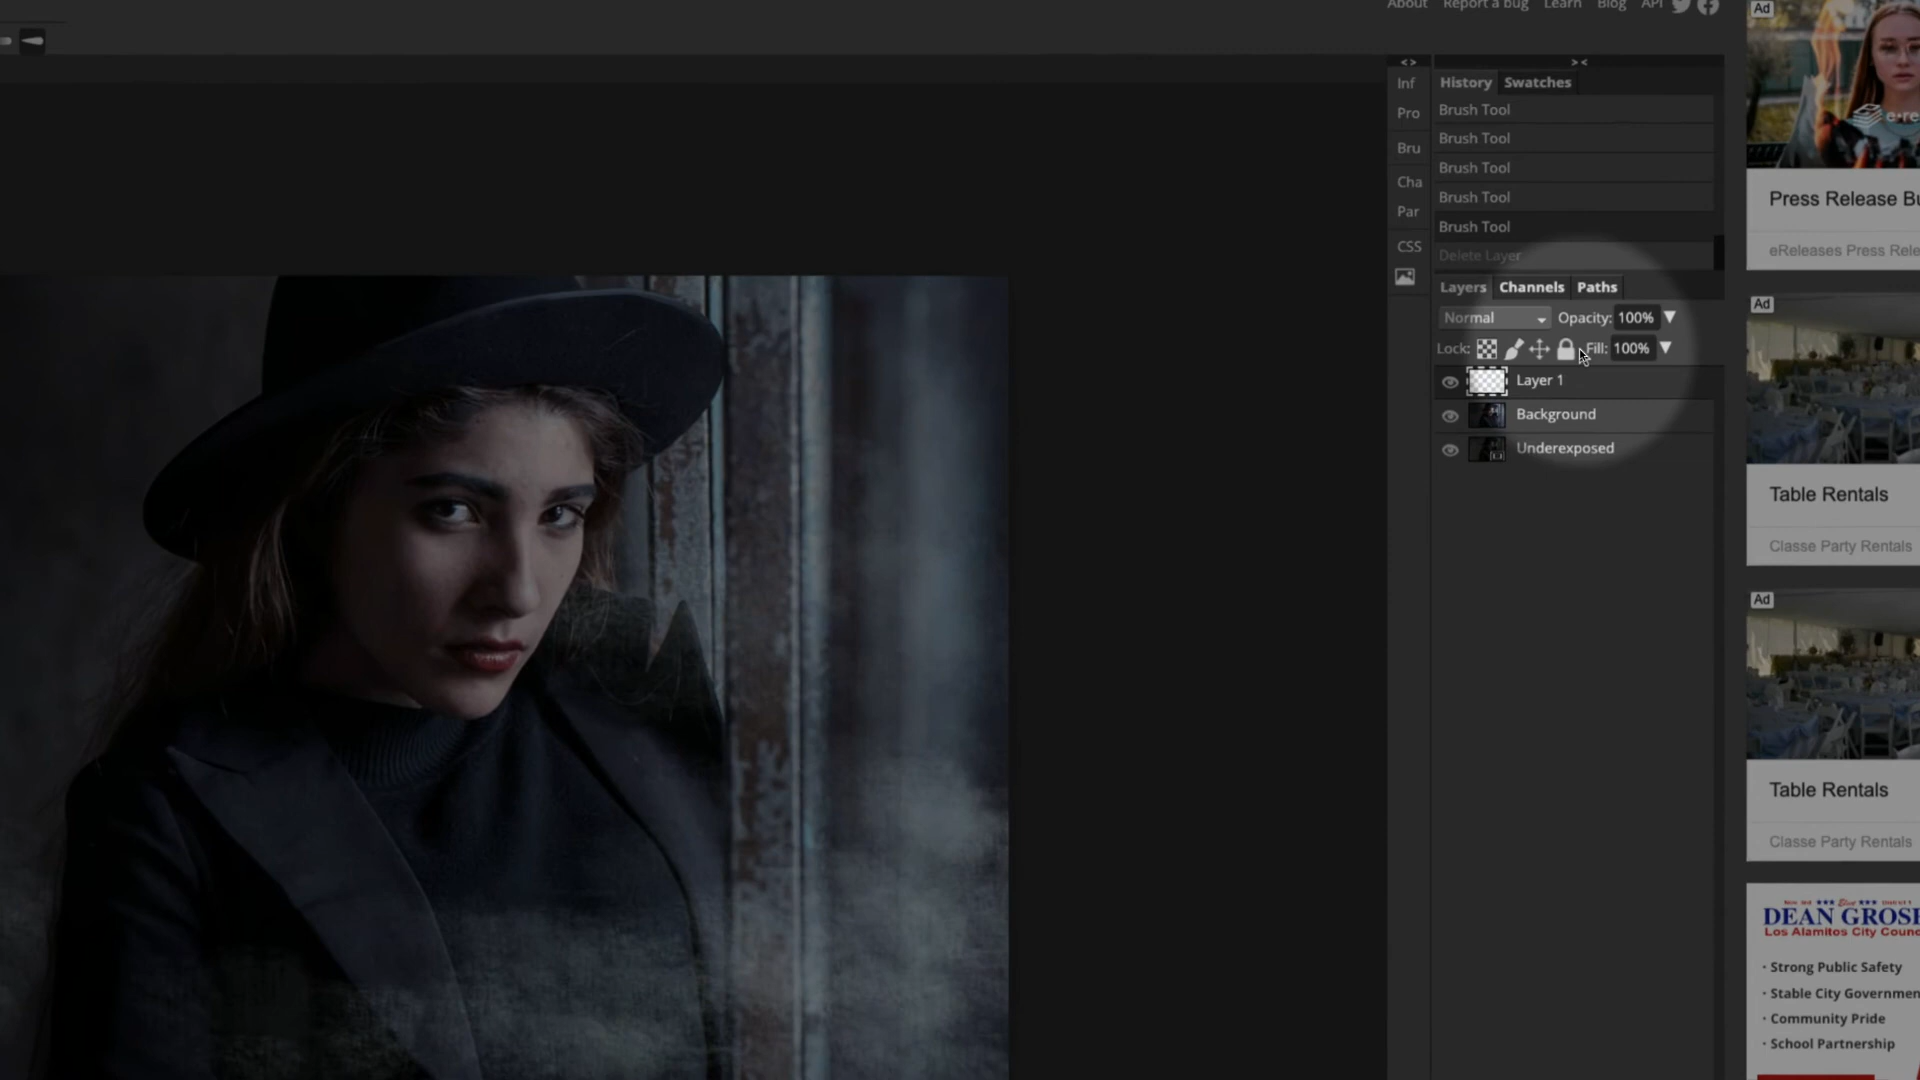 About Report a bug Learn Blog API
Inf
Pro
Bru
Cha
Par
CSS
History Swatches
Brush Tool
Brush Tool
Brush Tool
Brush Tool
Brush Tool
Delete Layer
Layers Channels Paths
Normal Opacity: 100%
Lock: Fill: 100%
Layer 1
Background
Underexposed
Ad
e·re
Press Release Bu
eReleases Press Rele
Ad
Table Rentals
Classe Party Rentals
Ad
Table Rentals
Classe Party Rentals
DEAN GROSE
Los Alamitos City Counc
· Strong Public Safety
· Stable City Governmen
· Community Pride
· School Partnership